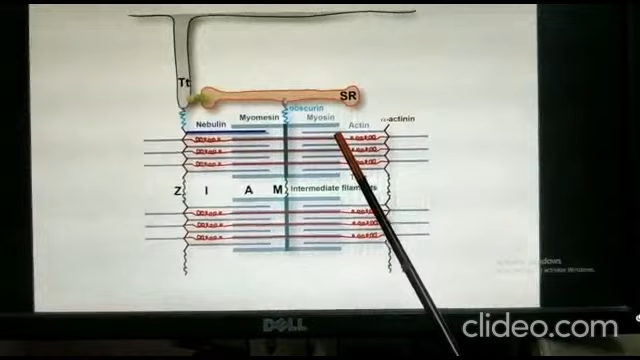 Tt
SR
obscurin
Nebulin Myomesin Myosin Actin α-actinin
Z I A M Intermediate filaments
DELL
clideo.com